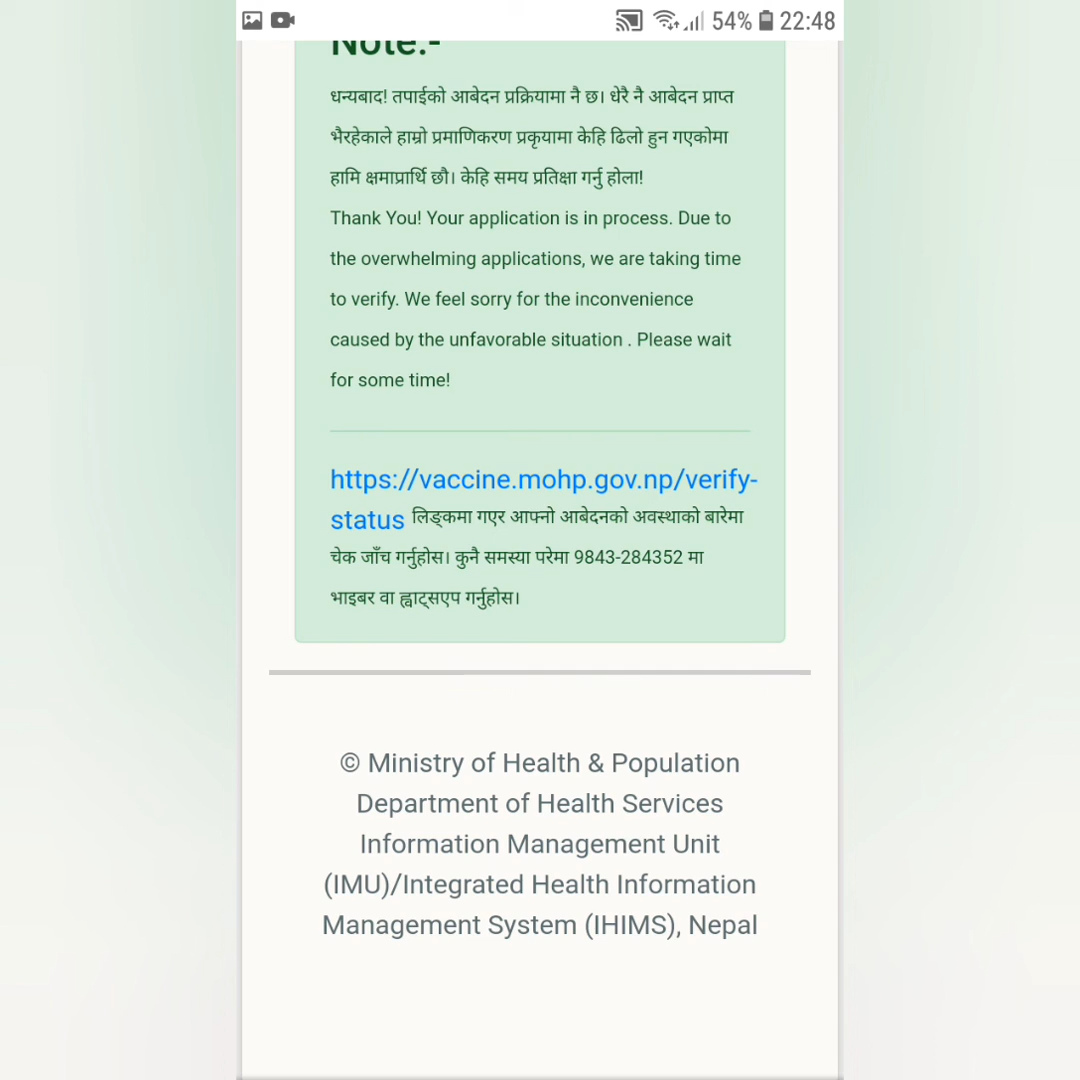 54% 22:48
Note:-
धन्यबाद! तपाईको आबेदन प्रक्रियामा नै छ। धेरै नै आबेदन प्राप्त
भैरहेकाले हाम्रो प्रमाणिकरण प्रकृयामा केहि ढिलो हुन गएकोमा
हामि क्षमाप्रार्थि छौ। केहि समय प्रतिक्षा गर्नु होला!
Thank You! Your application is in process. Due to
the overwhelming applications, we are taking time
to verify. We feel sorry for the inconvenience
caused by the unfavorable situation . Please wait
for some time!
https://vaccine.mohp.gov.np/verify-
status लिङ्कमा गएर आफ्नो आबेदनको अवस्थाको बारेमा
चेक जाँच गर्नुहोस। कुनै समस्या परेमा 9843-284352 मा
भाइबर वा ह्वाट्सएप गर्नुहोस।
© Ministry of Health & Population
Department of Health Services
Information Management Unit
(IMU)/Integrated Health Information
Management System (IHIMS), Nepal